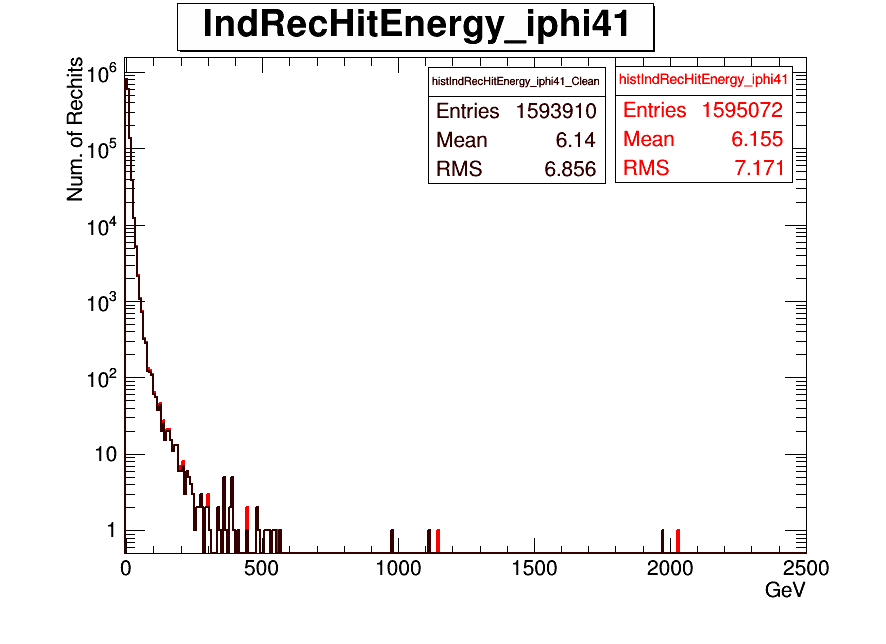 IndRecHitEnergy_iphi41
Num. of Rechits
histIndRecHitEnergy_iphi41_Clean
Entries 1593910
Mean 6.14
RMS 6.856
histIndRecHitEnergy_iphi41
Entries 1595072
Mean 6.155
RMS 7.171
10^6
10^5
10^4
10^3
10^2
10
1
0 500 1000 1500 2000 2500
GeV